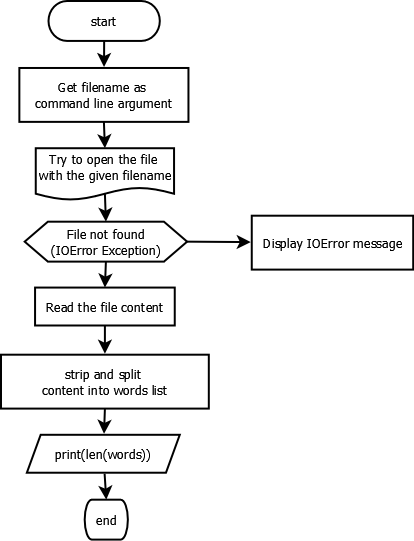 start
Get filename as
command line argument
Try to open the file
with the given filename
File not found
(IOError Exception)
Display IOError message
Read the file content
strip and split
content into words list
print(len(words))
end